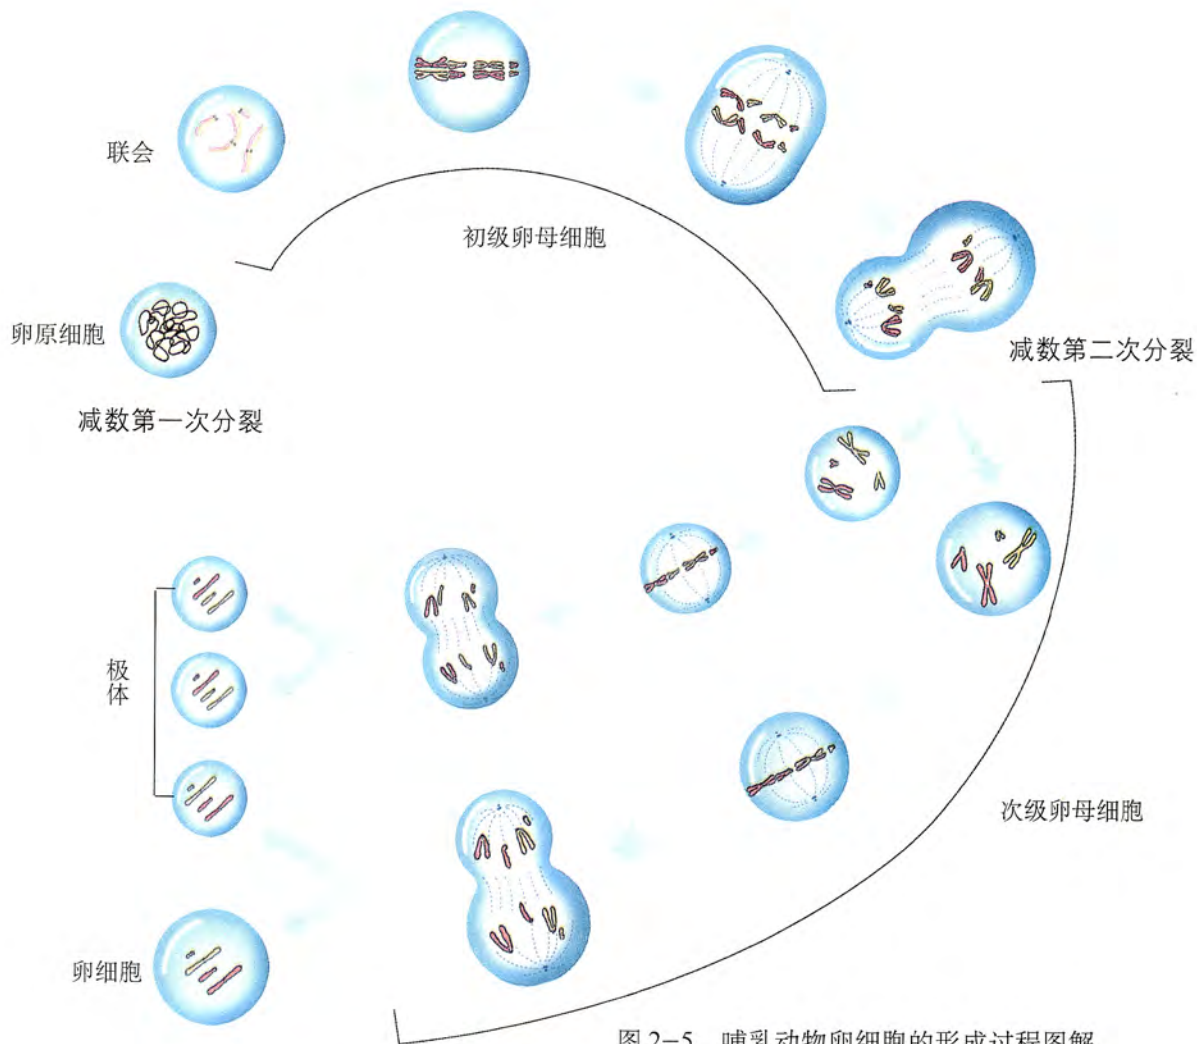 联会
初级卵母细胞
卵原细胞
减数第一次分裂
减数第二次分裂
极体
次级卵母细胞
卵细胞
图2-5 哺乳动物卵细胞的形成过程图解